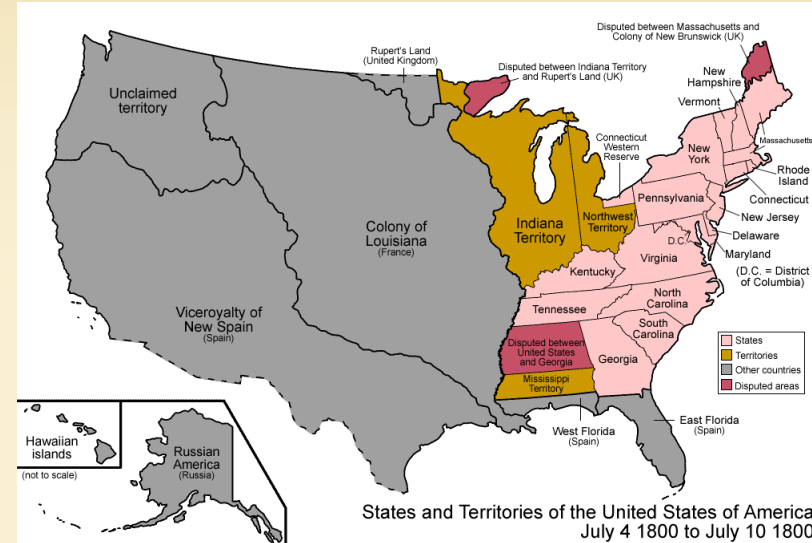 Disputed between Massachusetts and
Colony of New Brunswick (UK)
Rupert's Land
(United Kingdom)
Disputed between Indiana Territory
and Rupert's Land (UK)
New
Hampshire
Vermont
Unclaimed
territory
Connecticut
Western
Reserve
Massachusetts
New
York
Rhode
Island
Connecticut
Pennsylvania
New Jersey
Northwest
Territory
Indiana
Territory
Colony of
Louisiana
(France)
D.C.
Delaware
Maryland
(D.C. = District
of Columbia)
Virginia
Kentucky
North
Carolina
Tennessee
Viceroyalty of
New Spain
(Spain)
South
Carolina
Disputed between
United States
and Georgia
Georgia
Mississippi
Territory
States
Territories
Other countries
Disputed areas
West Florida
(Spain)
East Florida
(Spain)
Hawaiian
islands
(not to scale)
Russian
America
(Russia)
States and Territories of the United States of America
July 4 1800 to July 10 1800